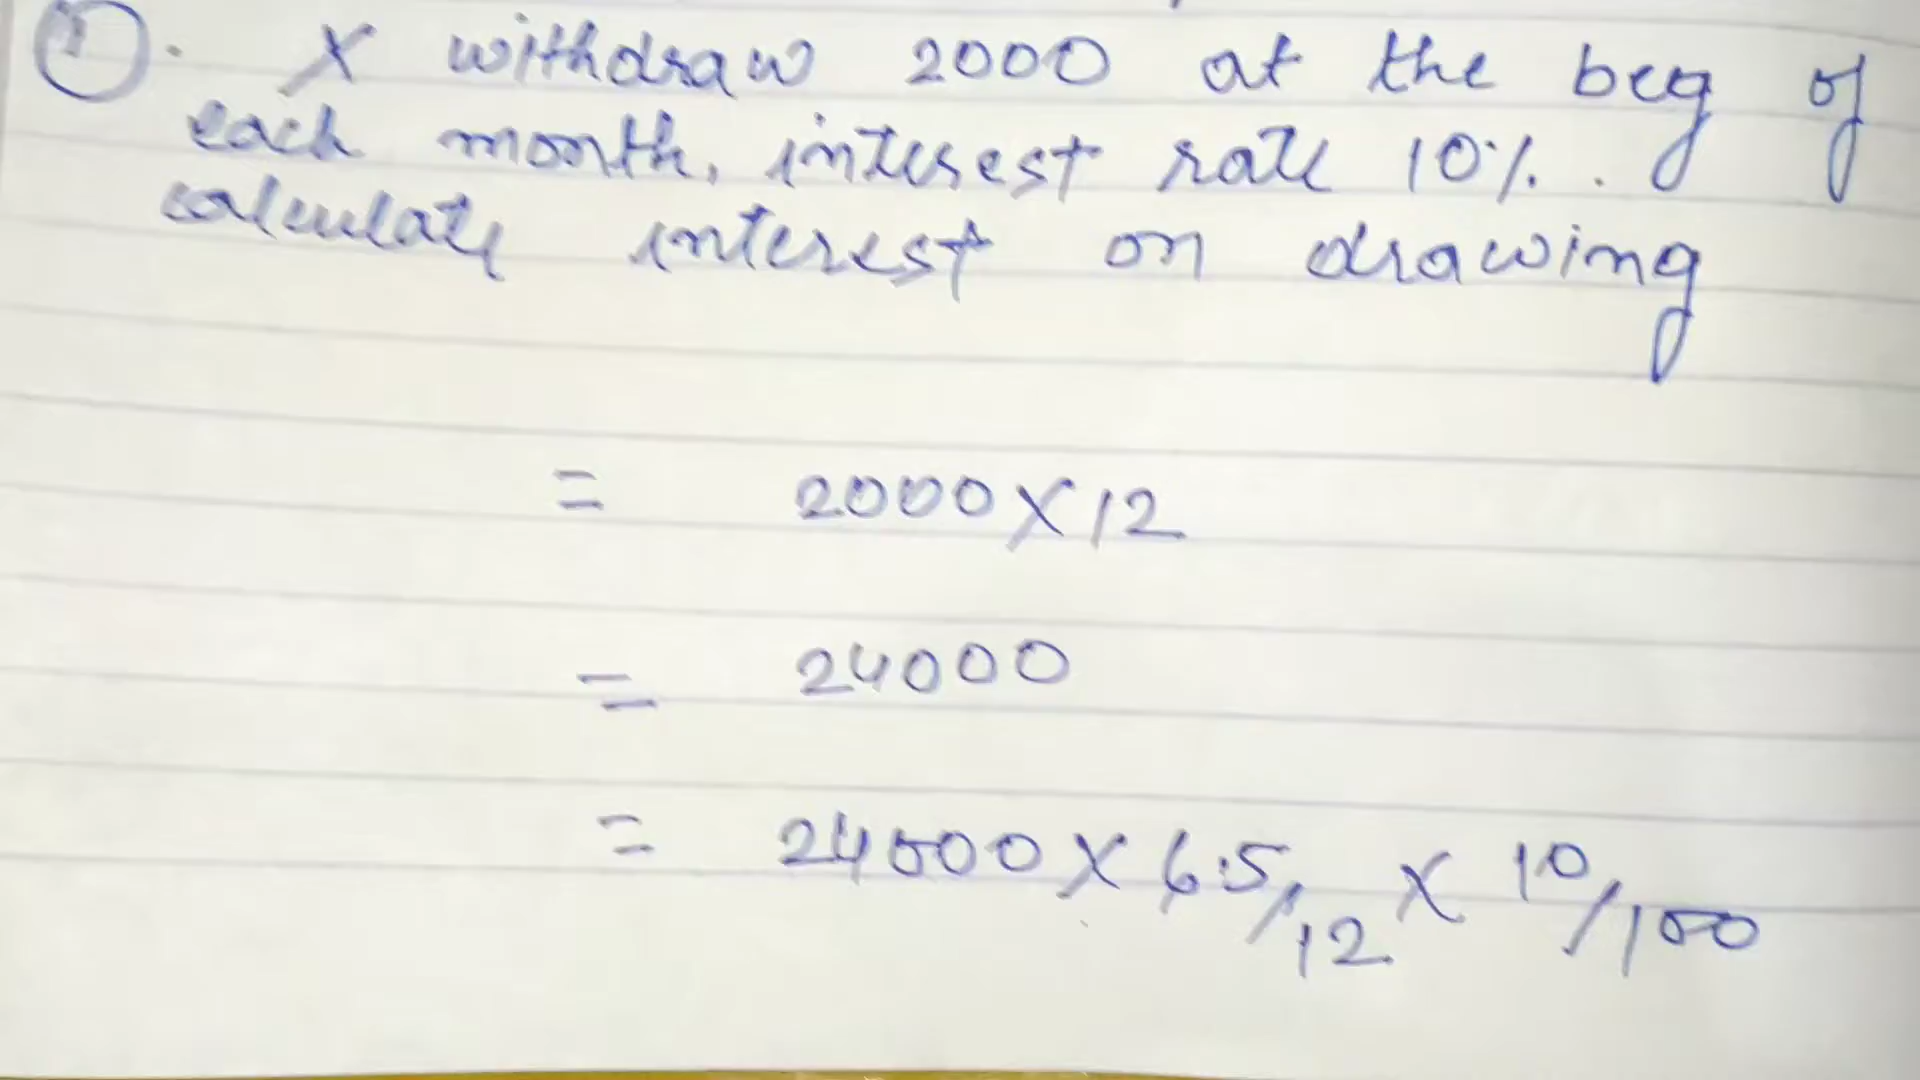 1. X withdraw 2000 at the beg of
each month, interest rate 10%.
calculate interest on drawing
= 2000 X 12
= 24000
= 24000 X 6.5/12 X 10/100